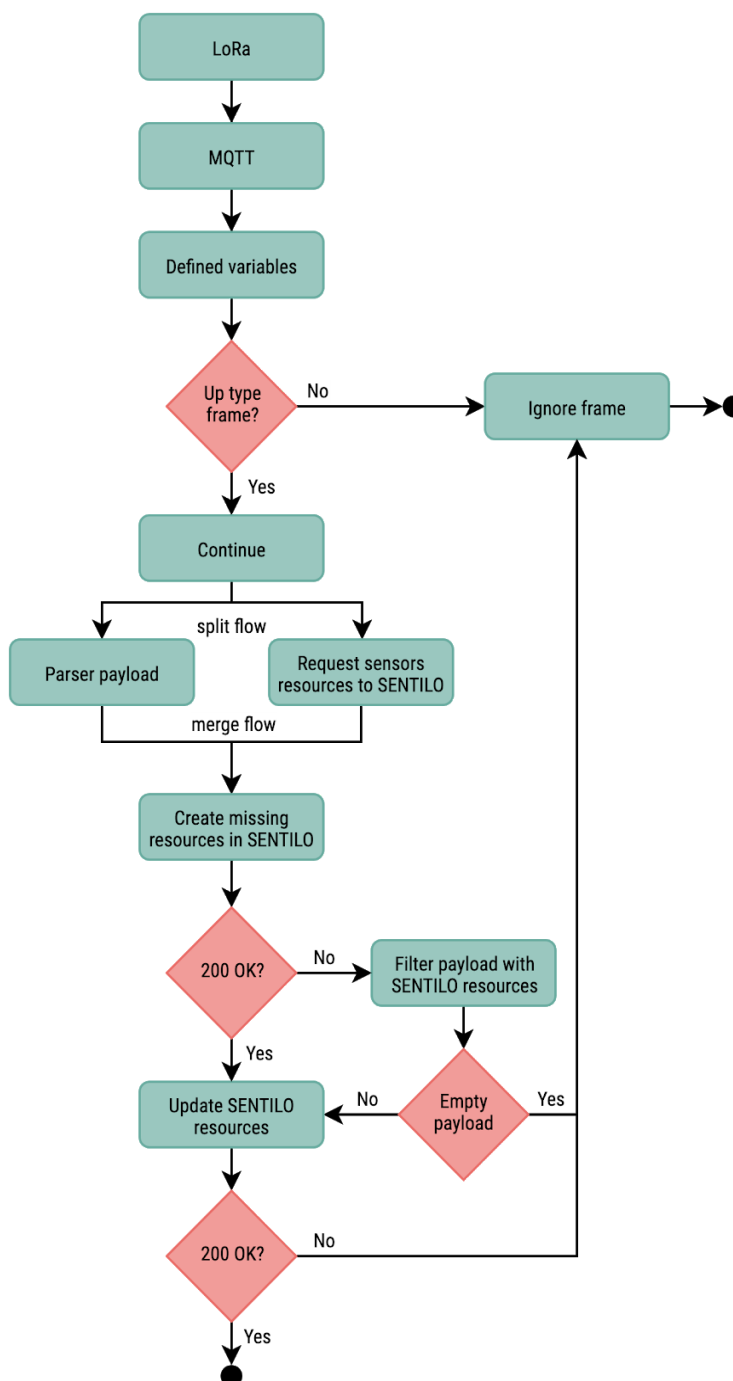 LoRa
MQTT
Defined variables
Up type
frame?
No
Ignore frame
Yes
Continue
split flow
Parser payload
Request sensors
resources to SENTILO
merge flow
Create missing
resources in SENTILO
200 OK?
No
Filter payload with
SENTILO resources
Yes
Update SENTILO
resources
No
Empty
payload
Yes
200 OK?
No
Yes